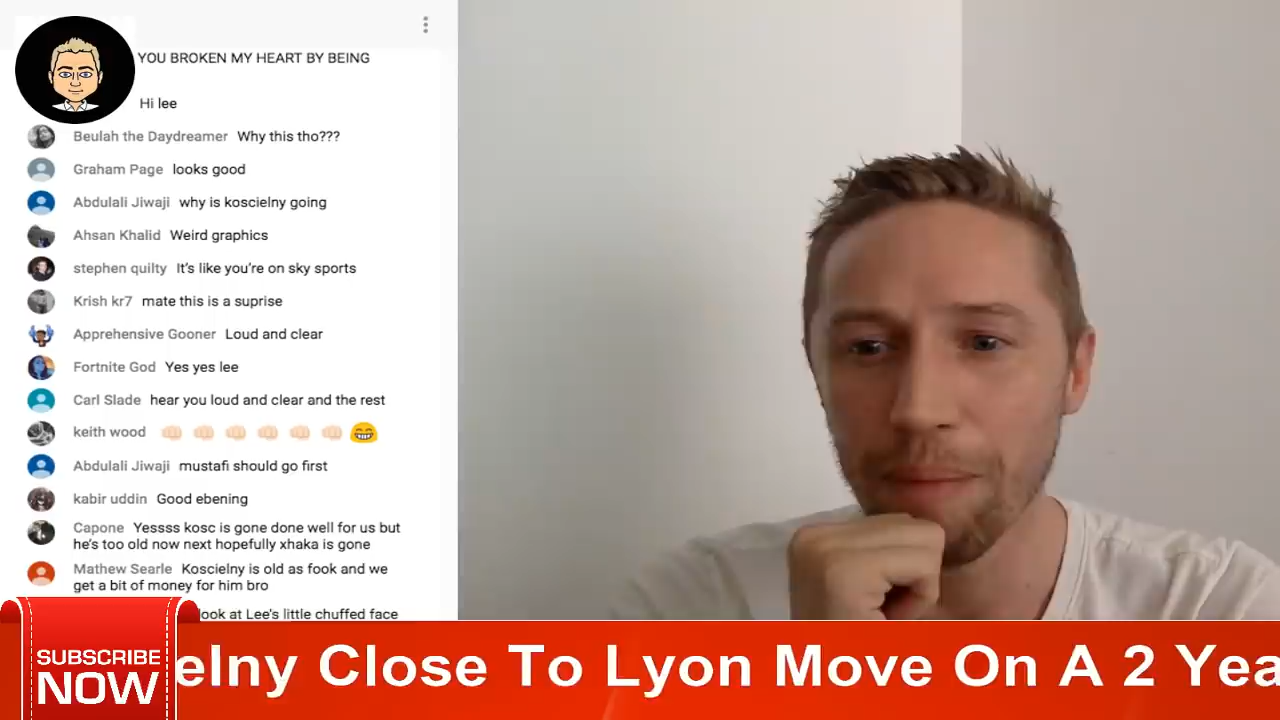 YOU BROKEN MY HEART BY BEING
Hi lee
Beulah the Daydreamer Why this tho???
Graham Page looks good
Abdulali Jiwaji why is koscielny going
Ahsan Khalid Weird graphics
stephen quilty It's like you're on sky sports
Krish kr7 mate this is a suprise
Apprehensive Gooner Loud and clear
Fortnite God Yes yes lee
Carl Slade hear you loud and clear and the rest
keith wood 👊🏻 👊🏻 👊🏻 👊🏻 👊🏻 👊🏻 😁
Abdulali Jiwaji mustafi should go first
kabir uddin Good ebening
Capone Yessss kosc is gone done well for us but
he's too old now next hopefully xhaka is gone
Mathew Searle Koscielny is old as fook and we
get a bit of money for him bro
look at Lee's little chuffed face
SUBSCRIBE
NOW
elny Close To Lyon Move On A 2 Yea